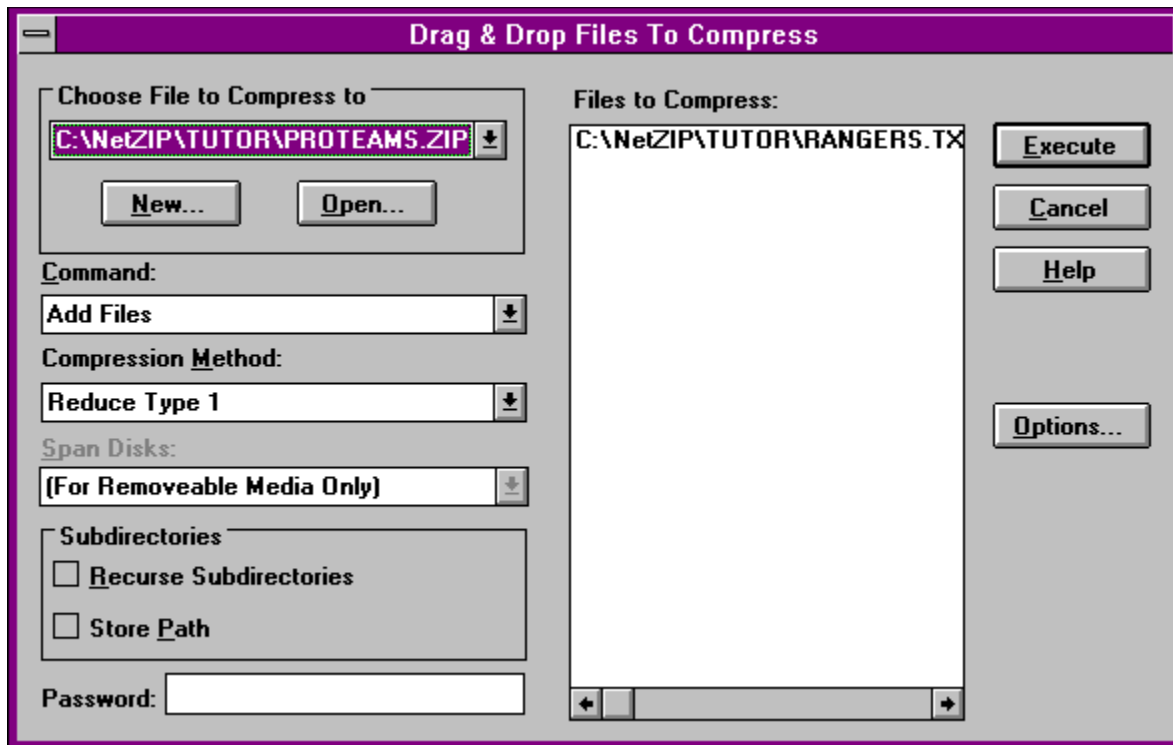 Drag & Drop Files To Compress
Choose File to Compress to
C:\NetZIP\TUTOR\PROTEAMS.ZIP
New...
Open...
Command:
Add Files
Compression Method:
Reduce Type 1
Span Disks:
(For Removeable Media Only)
Subdirectories
Recurse Subdirectories
Store Path
Password:
Files to Compress:
C:\NetZIP\TUTOR\RANGERS.TX
Execute
Cancel
Help
Options...